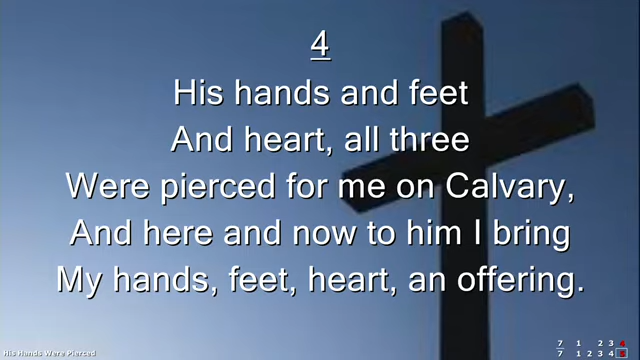 4
His hands and feet
And heart, all three
Were pierced for me on Calvary,
And here and now to him I bring
My hands, feet, heart, an offering.
His Hands Were Pierced
7 1 2 3 4
7 1 2 3 4